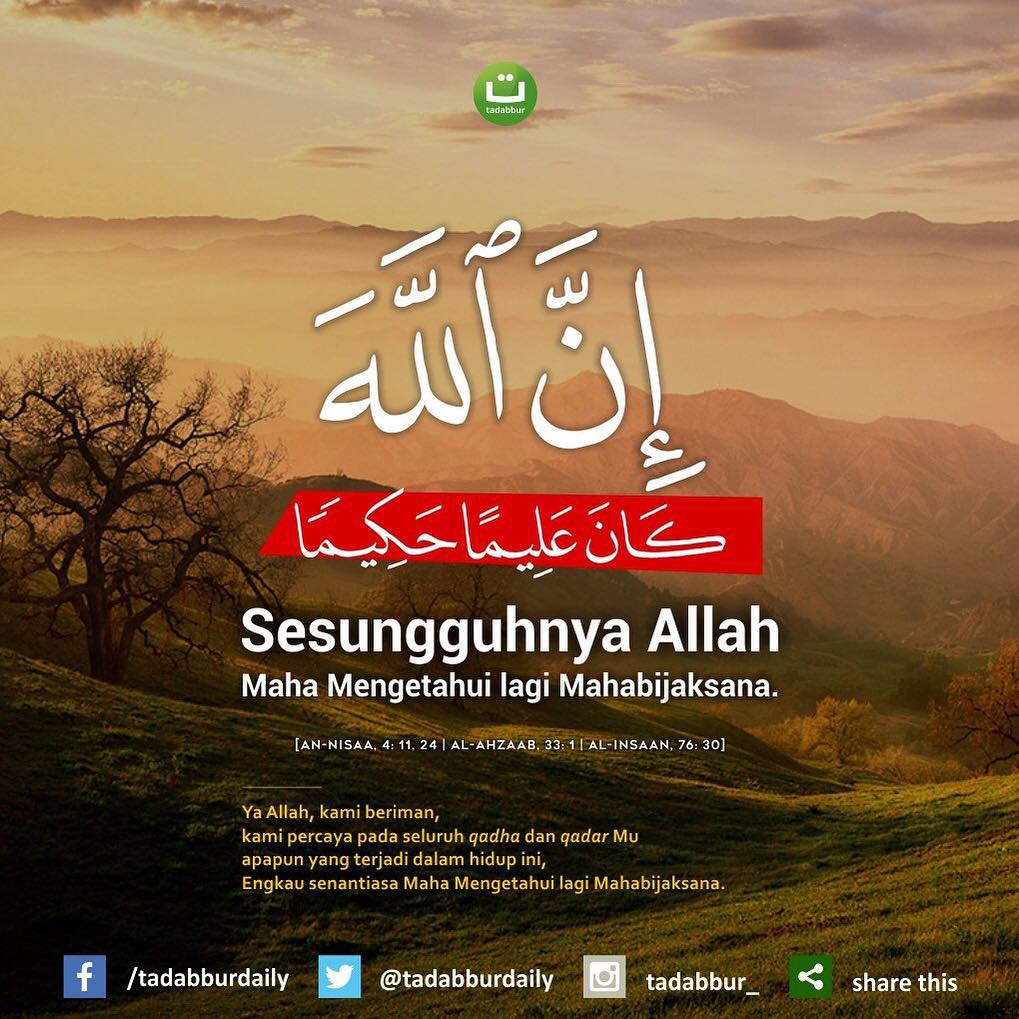 ت
tadabbur
إِنَّ ٱللَّهَ
كَانَ عَلِيمًا حَكِيمًا
Sesungguhnya Allah
Maha Mengetahui lagi Mahabijaksana.
[AN-NISAA, 4: 11, 24 | AL-AHZAAB, 33: 1 | AL-INSAAN, 76: 30]
Ya Allah, kami beriman,
kami percaya pada seluruh qadha dan qadar Mu
apapun yang terjadi dalam hidup ini,
Engkau senantiasa Maha Mengetahui lagi Mahabijaksana.
f /tadabburdaily @tadabburdaily tadabbur_ share this